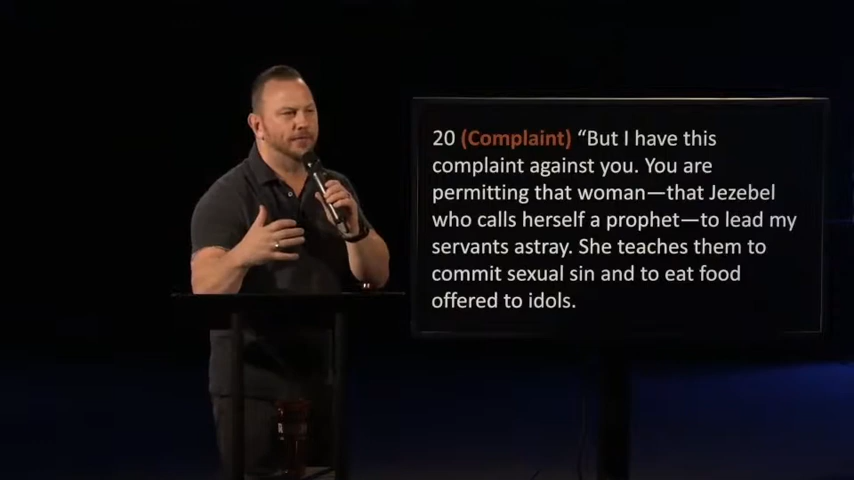 20 (Complaint) “But I have this
complaint against you. You are
permitting that woman—that Jezebel
who calls herself a prophet—to lead my
servants astray. She teaches them to
commit sexual sin and to eat food
offered to idols.